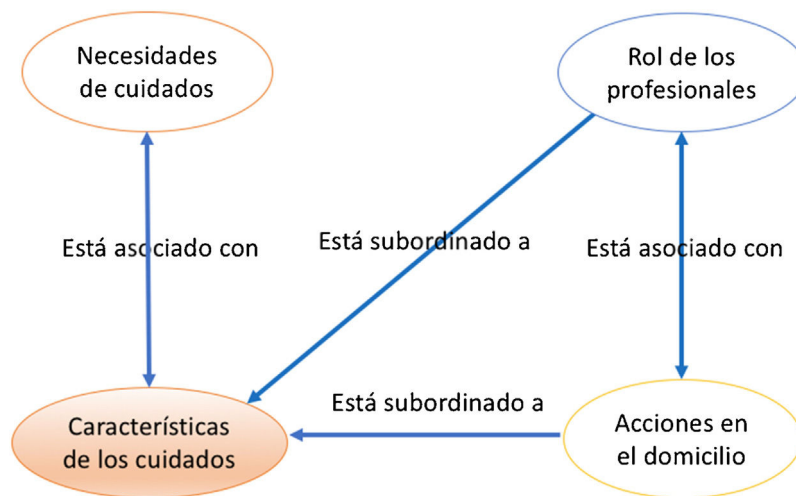 Necesidades
de cuidados
Rol de los
profesionales
Está asociado con
Está subordinado a
Está asociado con
Está subordinado a
Características
de los cuidados
Acciones en
el domicilio